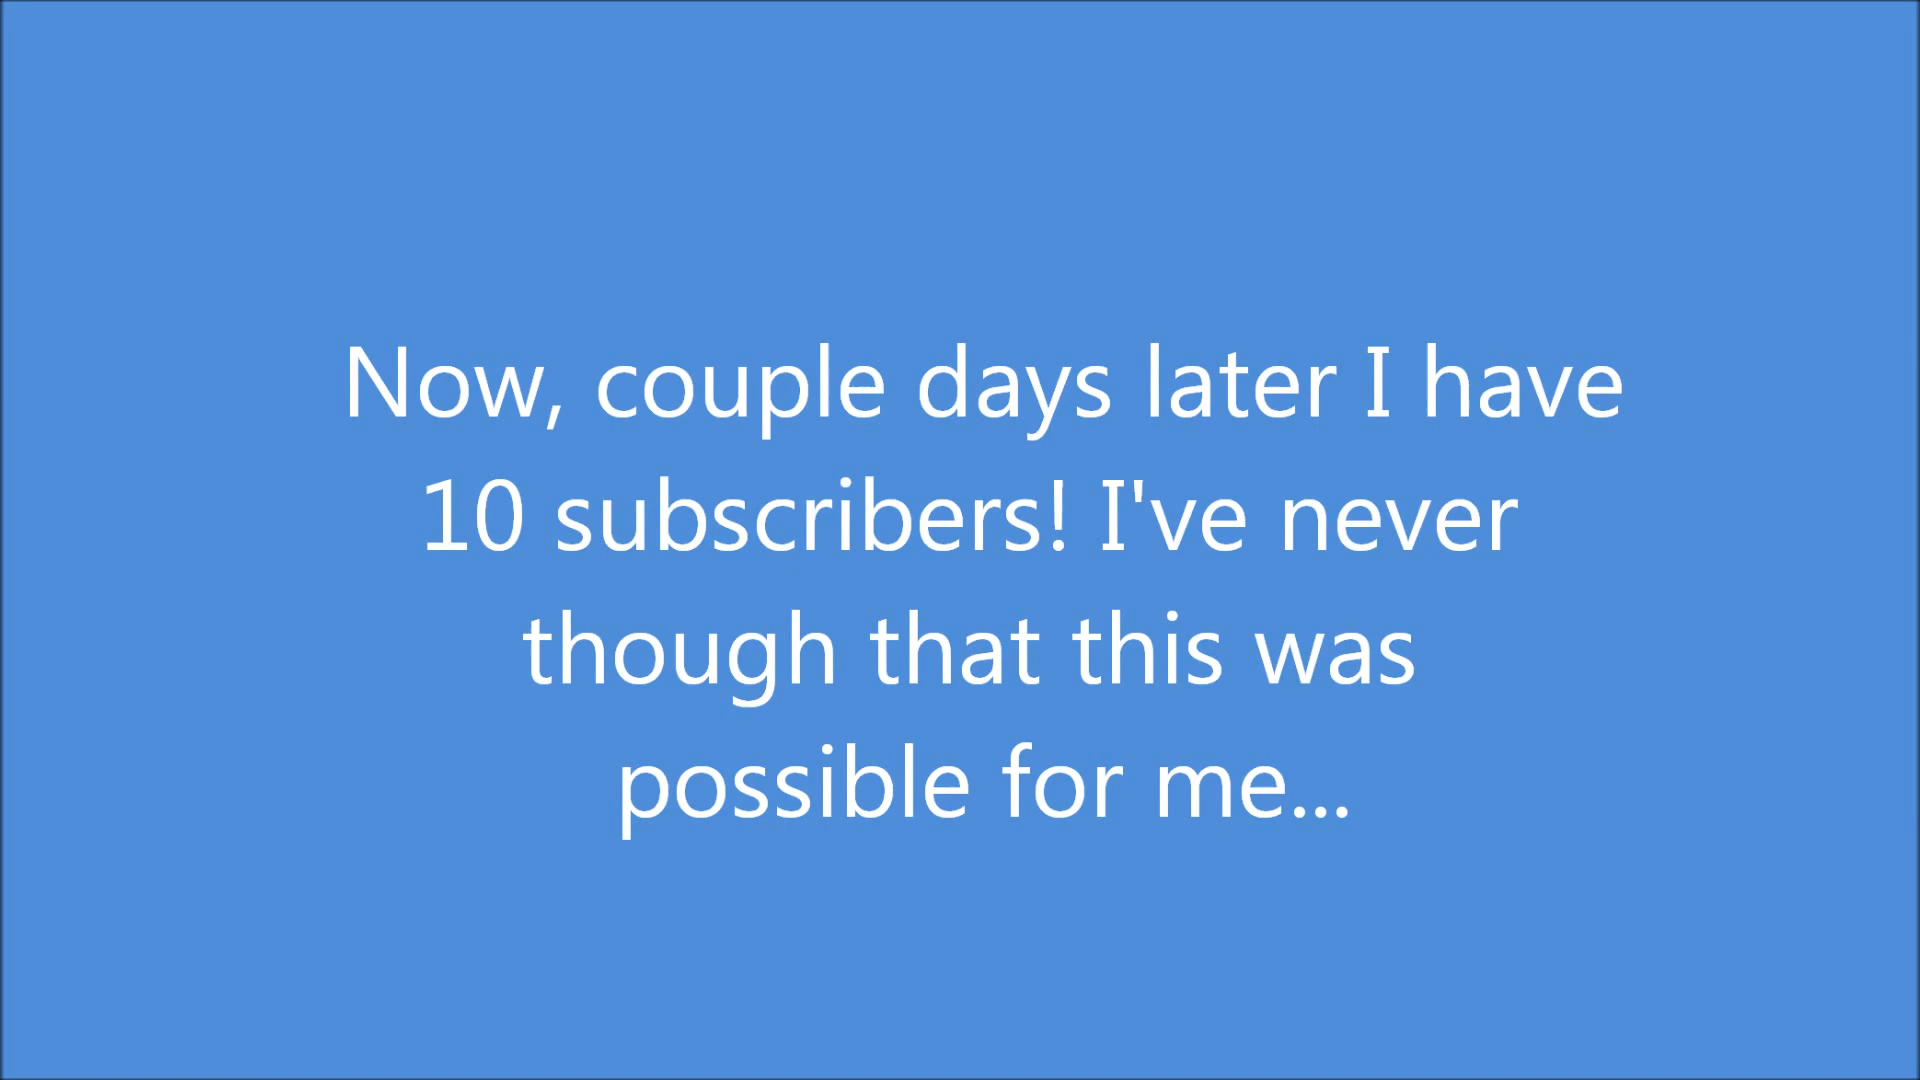 Now, couple days later I have
10 subscribers! I've never
though that this was
possible for me...